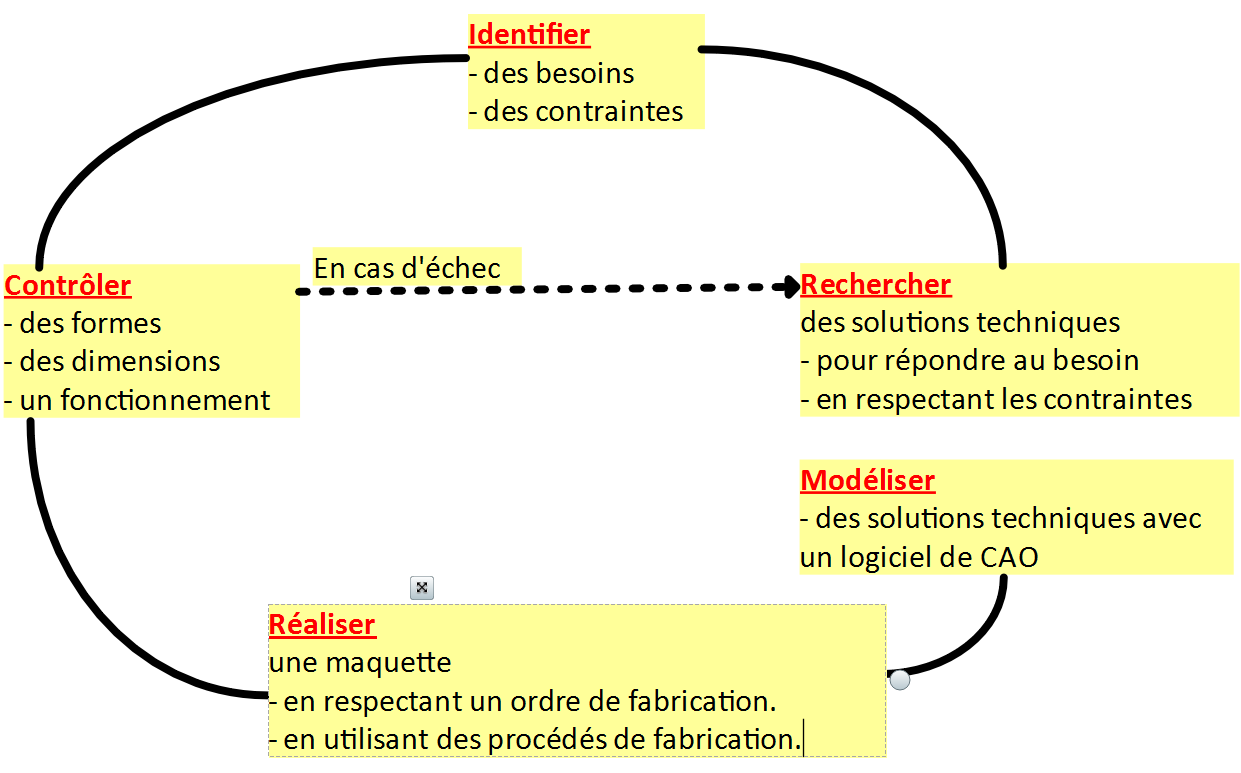 Identifier
- des besoins
- des contraintes
En cas d'échec
Contrôler
- des formes
- des dimensions
- un fonctionnement
Rechercher
des solutions techniques
- pour répondre au besoin
- en respectant les contraintes
Modéliser
- des solutions techniques avec
un logiciel de CAO
Réaliser
une maquette
- en respectant un ordre de fabrication.
- en utilisant des procédés de fabrication.